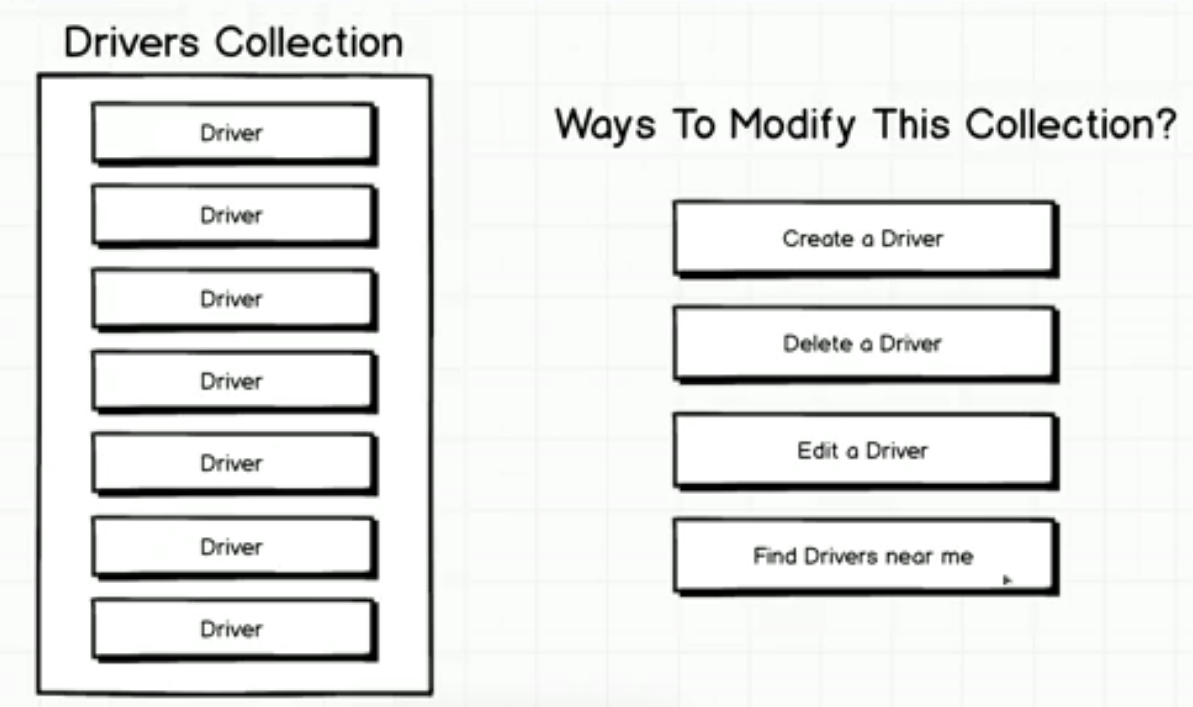 Drivers Collection
Driver
Driver
Driver
Driver
Driver
Driver
Driver
Ways To Modify This Collection?
Create a Driver
Delete a Driver
Edit a Driver
Find Drivers near me